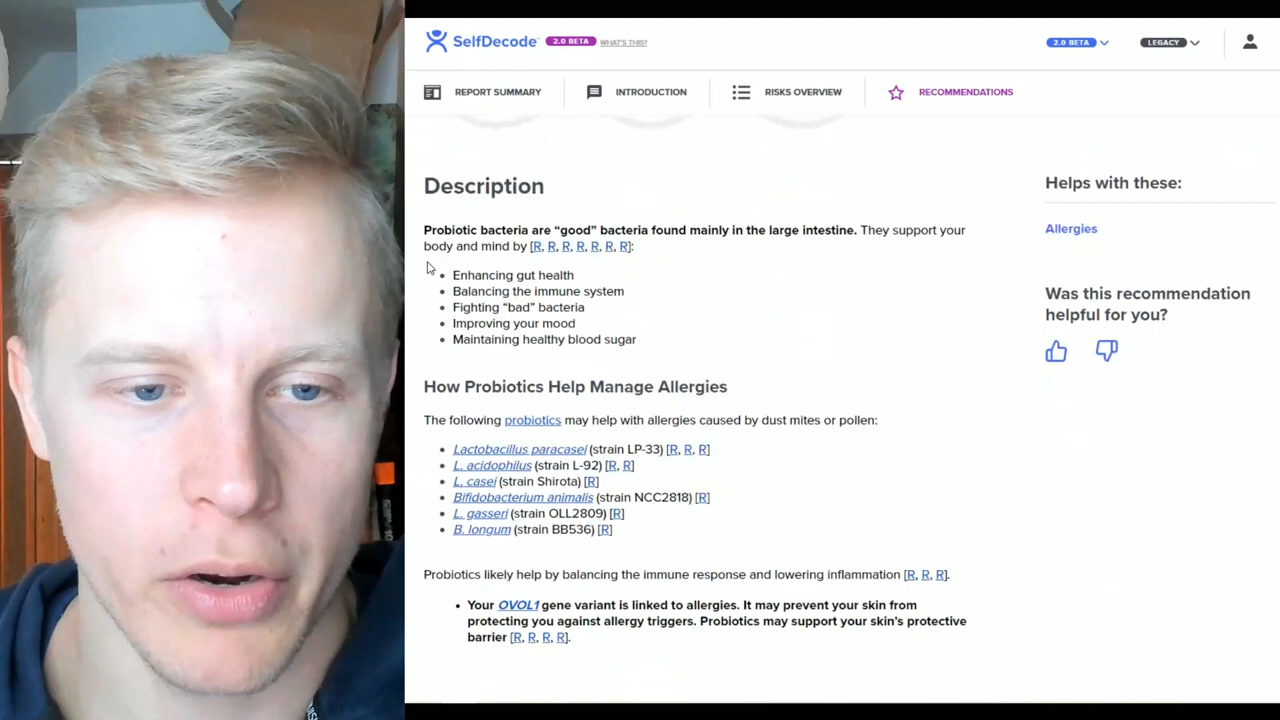 SelfDecode 2.0 BETA WHAT'S THIS? 2.0 BETA LEGACY
REPORT SUMMARY INTRODUCTION RISKS OVERVIEW RECOMMENDATIONS
Description
Probiotic bacteria are “good” bacteria found mainly in the large intestine. They support your
body and mind by [R, R, R, R, R, R, R]:
• Enhancing gut health
• Balancing the immune system
• Fighting “bad” bacteria
• Improving your mood
• Maintaining healthy blood sugar
How Probiotics Help Manage Allergies
The following probiotics may help with allergies caused by dust mites or pollen:
• Lactobacillus paracasei (strain LP-33) [R, R, R]
• L. acidophilus (strain L-92) [R, R]
• L. casei (strain Shirota) [R]
• Bifidobacterium animalis (strain NCC2818) [R]
• L. gasseri (strain OLL2809) [R]
• B. longum (strain BB536) [R]
Probiotics likely help by balancing the immune response and lowering inflammation [R, R, R].
• Your OVOL1 gene variant is linked to allergies. It may prevent your skin from
protecting you against allergy triggers. Probiotics may support your skin's protective
barrier [R, R, R, R].
Helps with these:
Allergies
Was this recommendation
helpful for you?